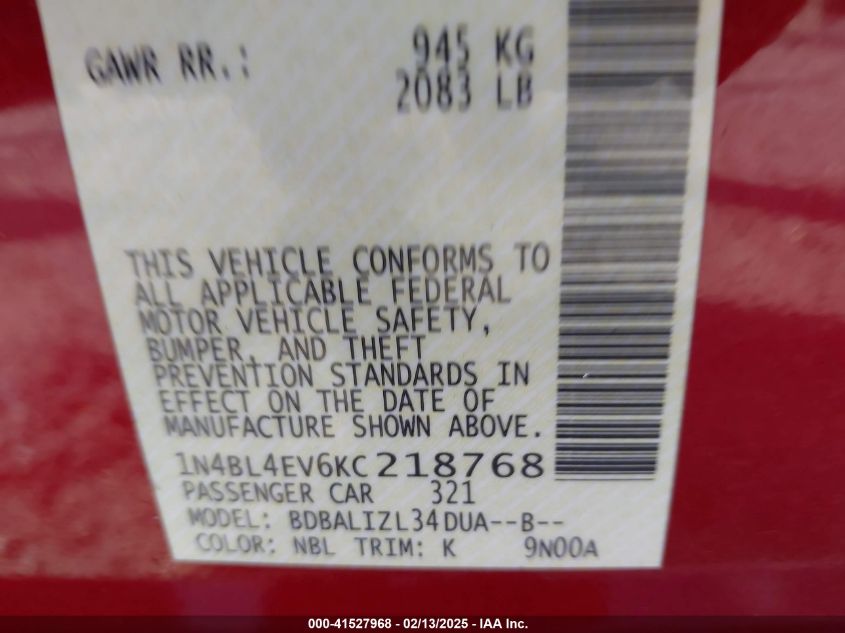 GAWR RR.: 945 KG
2083 LB
THIS VEHICLE CONFORMS TO
ALL APPLICABLE FEDERAL
MOTOR VEHICLE SAFETY,
BUMPER, AND THEFT
PREVENTION STANDARDS IN
EFFECT ON THE DATE OF
MANUFACTURE SHOWN ABOVE.
1N4BL4EV6KC218768
PASSENGER CAR 321
MODEL: BDBALIZL34DUA--B--
COLOR: NBL TRIM: K 9N00A
000-41527968 - 02/13/2025 - IAA Inc.